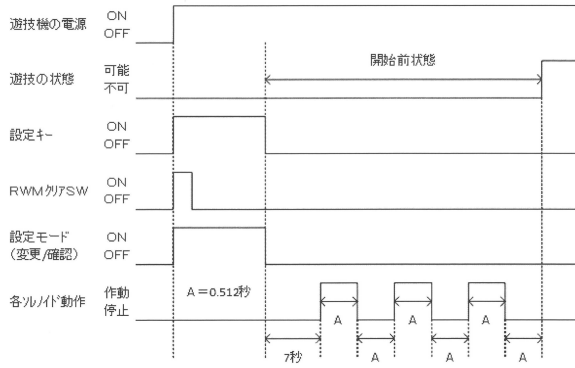 遊技機の電源 ON
OFF
遊技の状態 可能
不可
開始前状態
設定キー ON
OFF
RWMクリアSW ON
OFF
設定モード
(変更/確認) ON
OFF
各ソレノイド動作 作動
停止
A=0.512秒
A A A
7秒 A A A